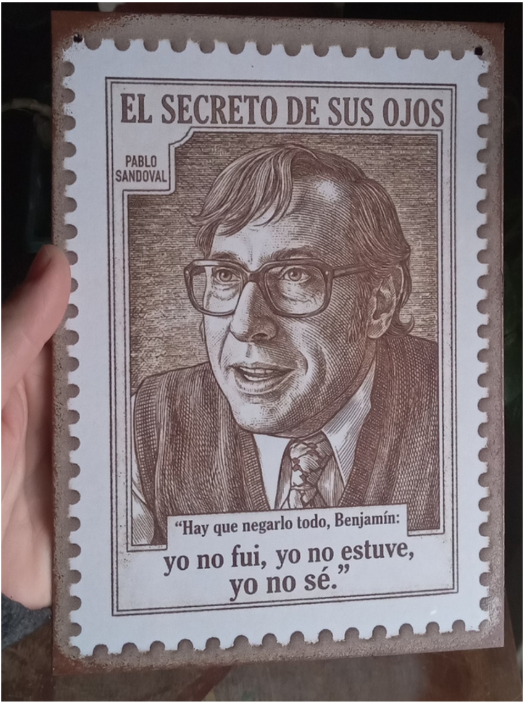 EL SECRETO DE SUS OJOS
PABLO
SANDOVAL
“Hay que negarlo todo, Benjamín:
yo no fui, yo no estuve,
yo no sé.”